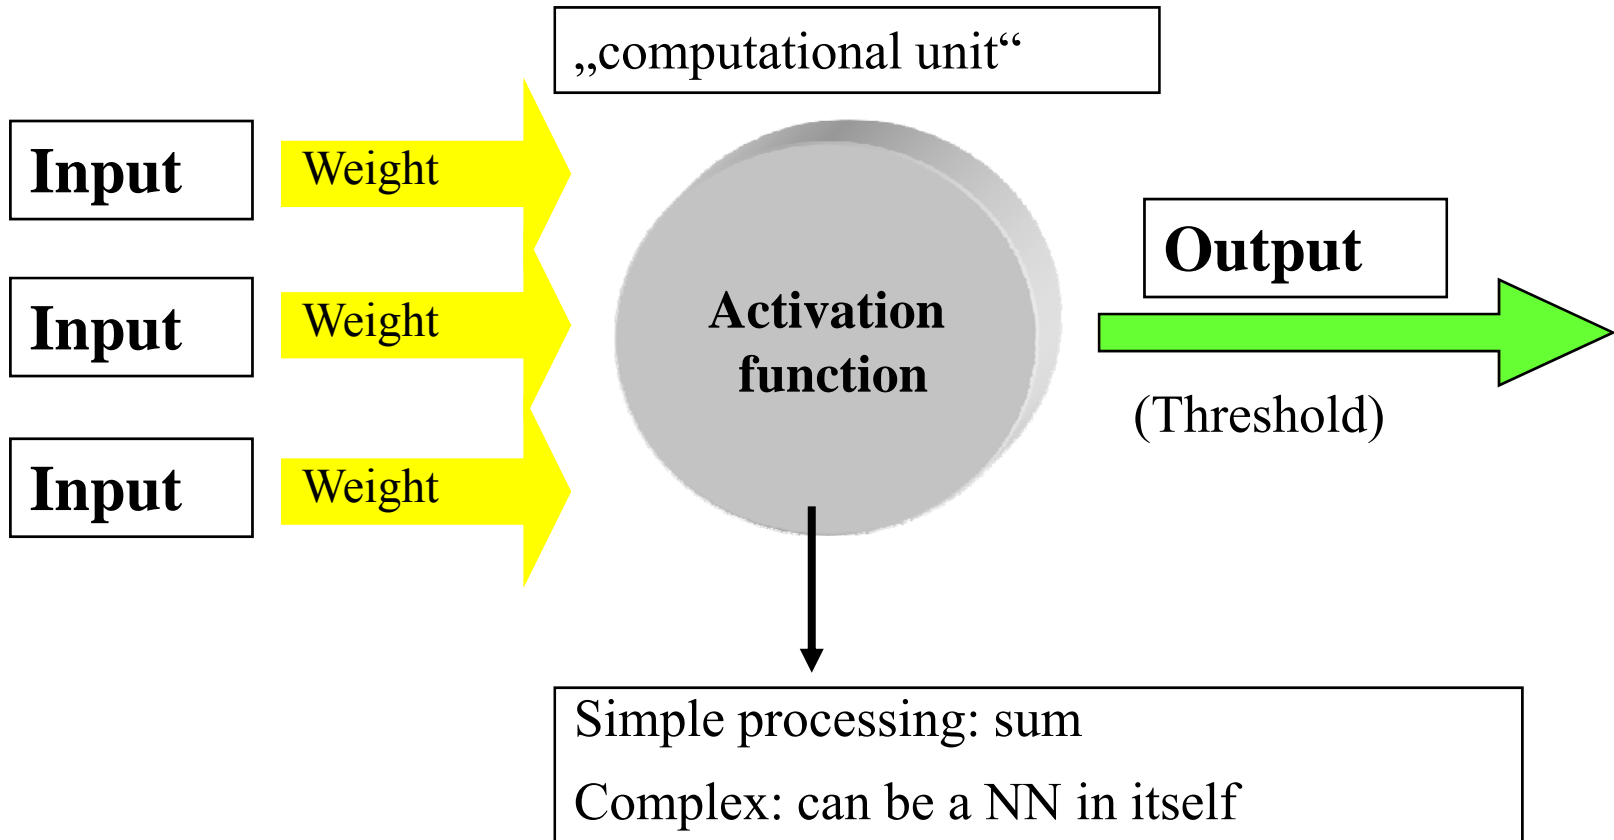 „computational unit“
Input
Weight
Input
Weight
Input
Weight
Activation
function
Output
(Threshold)
Simple processing: sum
Complex: can be a NN in itself